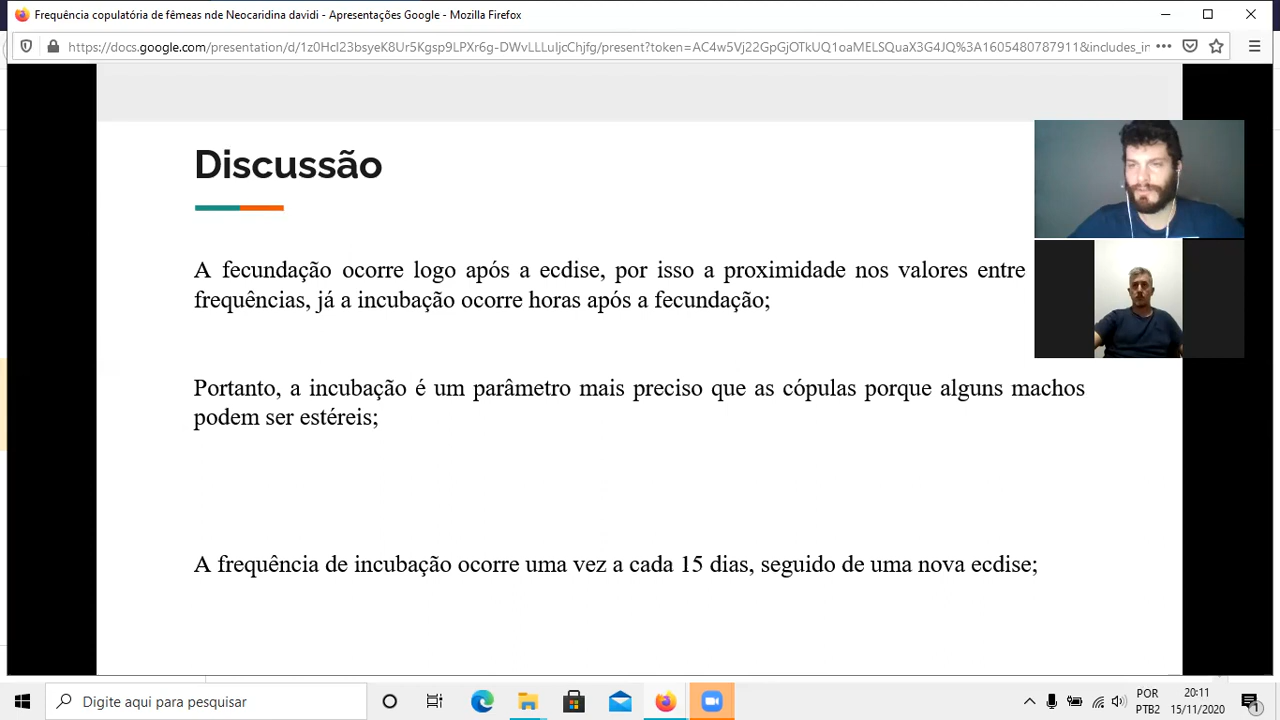 Frequência copulatória de fêmeas nde Neocaridina davidi - Apresentações Google - Mozilla Firefox
https://docs.google.com/presentation/d/1z0HcI23bsyeK8Ur5Kgsp9LPXr6g-DWvLLLuljcChjfg/present?token=AC4w5Vj22GpGjOTkUQ1oaMELSQuaX3G4JQ%3A1605480787911&includes_ir
Discussão
A fecundação ocorre logo após a ecdise, por isso a proximidade nos valores entre
frequências, já a incubação ocorre horas após a fecundação;
Portanto, a incubação é um parâmetro mais preciso que as cópulas porque alguns machos
podem ser estéreis;
A frequência de incubação ocorre uma vez a cada 15 dias, seguido de uma nova ecdise;
Digite aqui para pesquisar
POR
PTB2
20:11
15/11/2020
1